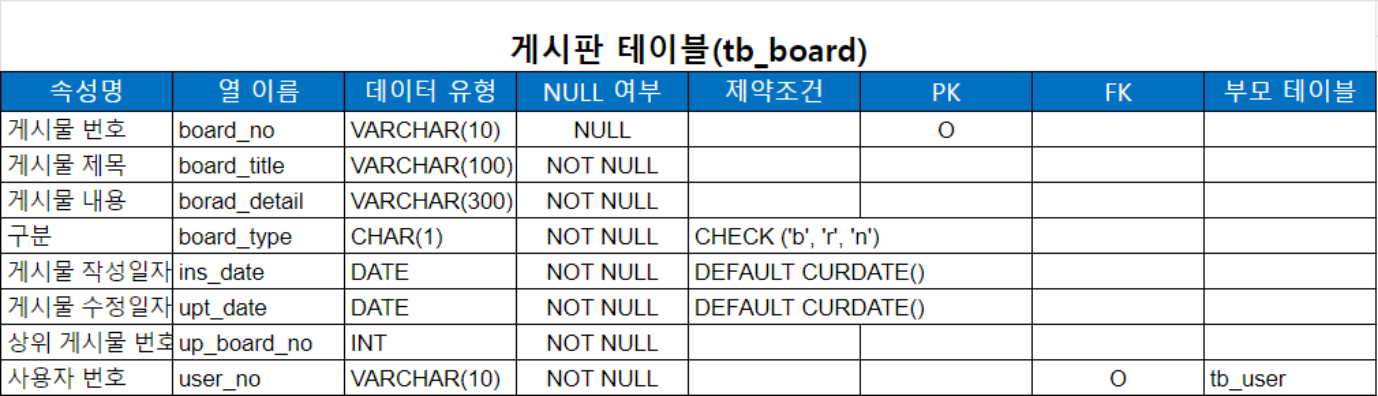 게시판 테이블(tb_board)
속성명 열 이름 데이터 유형 NULL 여부 제약조건 PK FK 부모 테이블
게시물 번호 board_no VARCHAR(10) NULL O
게시물 제목 board_title VARCHAR(100) NOT NULL
게시물 내용 borad_detail VARCHAR(300) NOT NULL
구분 board_type CHAR(1) NOT NULL CHECK ('b', 'r', 'n')
게시물 작성일자 ins_date DATE NOT NULL DEFAULT CURDATE()
게시물 수정일자 upt_date DATE NOT NULL DEFAULT CURDATE()
상위 게시물 번호 up_board_no INT NOT NULL
사용자 번호 user_no VARCHAR(10) NOT NULL O tb_user